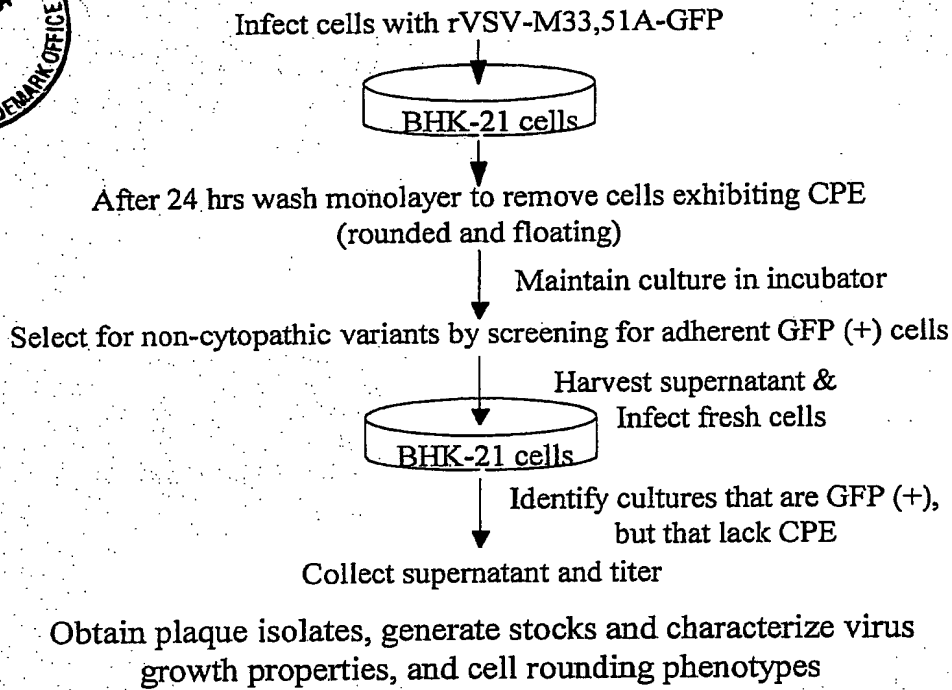 DEMARK OFFICE
Infect cells with rVSV-M33,51A-GFP
BHK-21 cells
After 24 hrs wash monolayer to remove cells exhibiting CPE
(rounded and floating)
Maintain culture in incubator
Select for non-cytopathic variants by screening for adherent GFP (+) cells
Harvest supernatant &
Infect fresh cells
BHK-21 cells
Identify cultures that are GFP (+),
but that lack CPE
Collect supernatant and titer
Obtain plaque isolates, generate stocks and characterize virus
growth properties, and cell rounding phenotypes